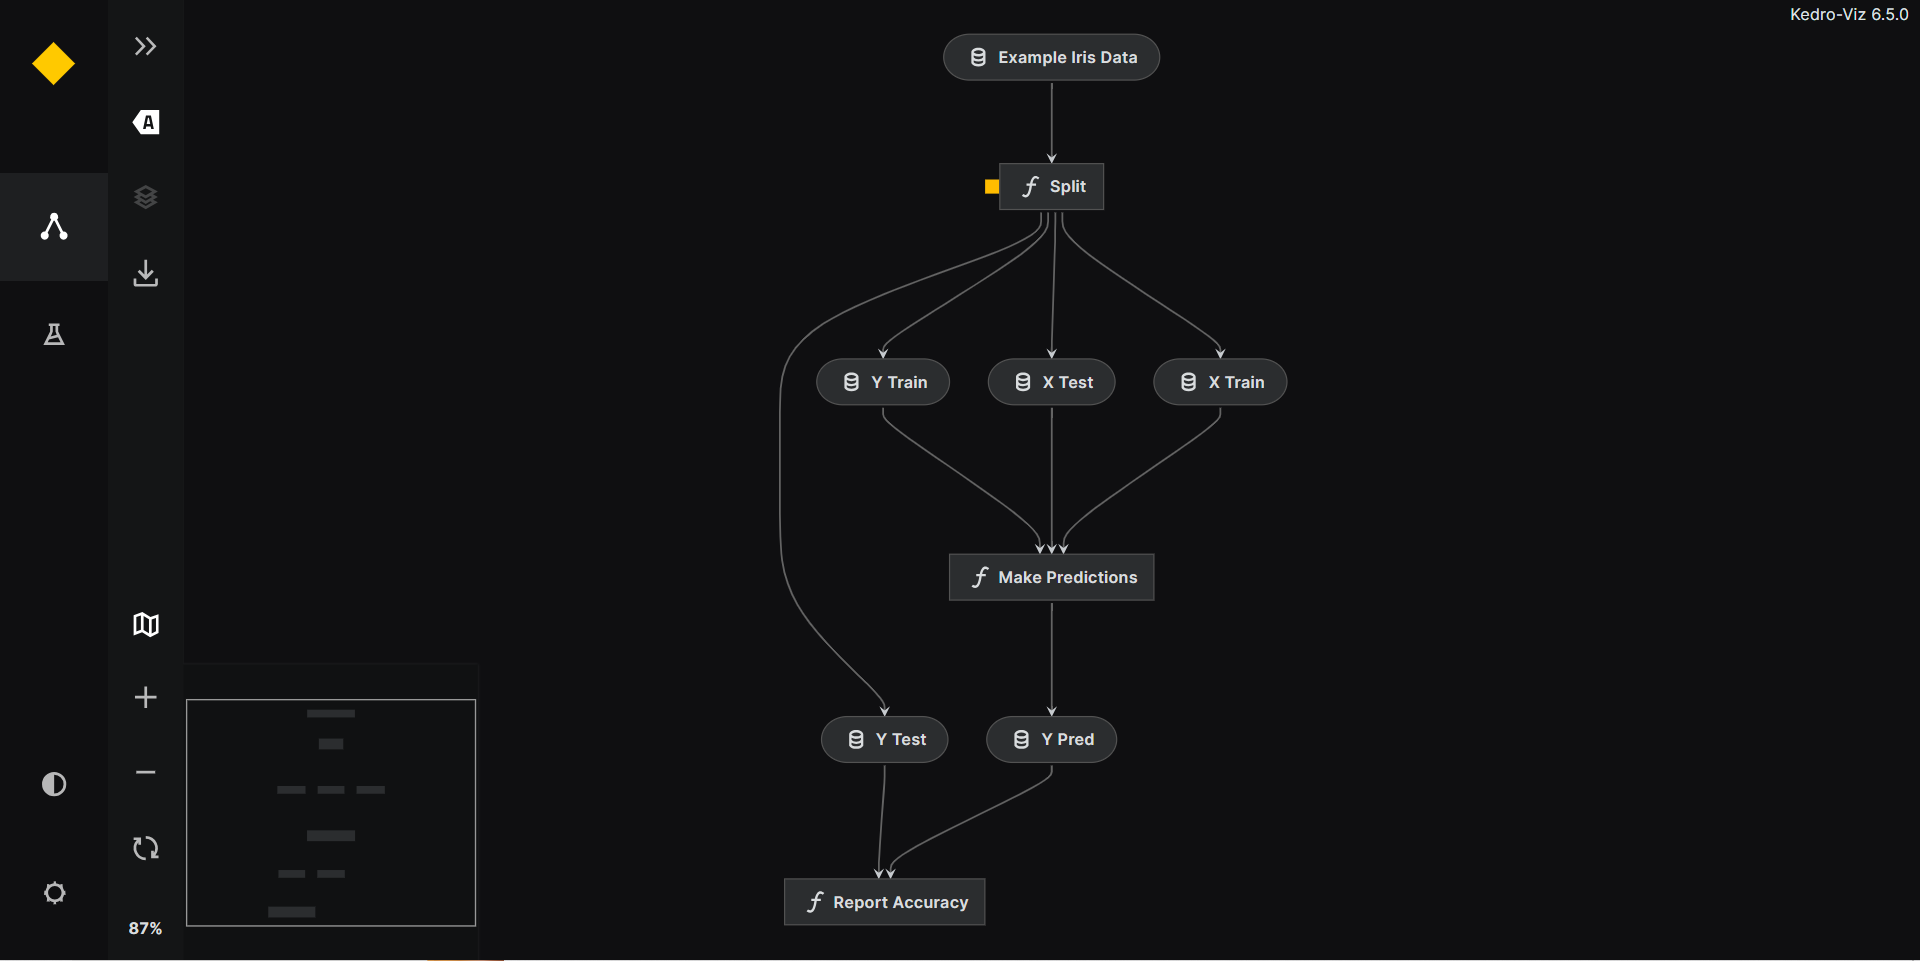 Kedro-Viz 6.5.0
Example Iris Data
A
Split
Y Train
X Test
X Train
Make Predictions
Y Test
Y Pred
Report Accuracy
87%